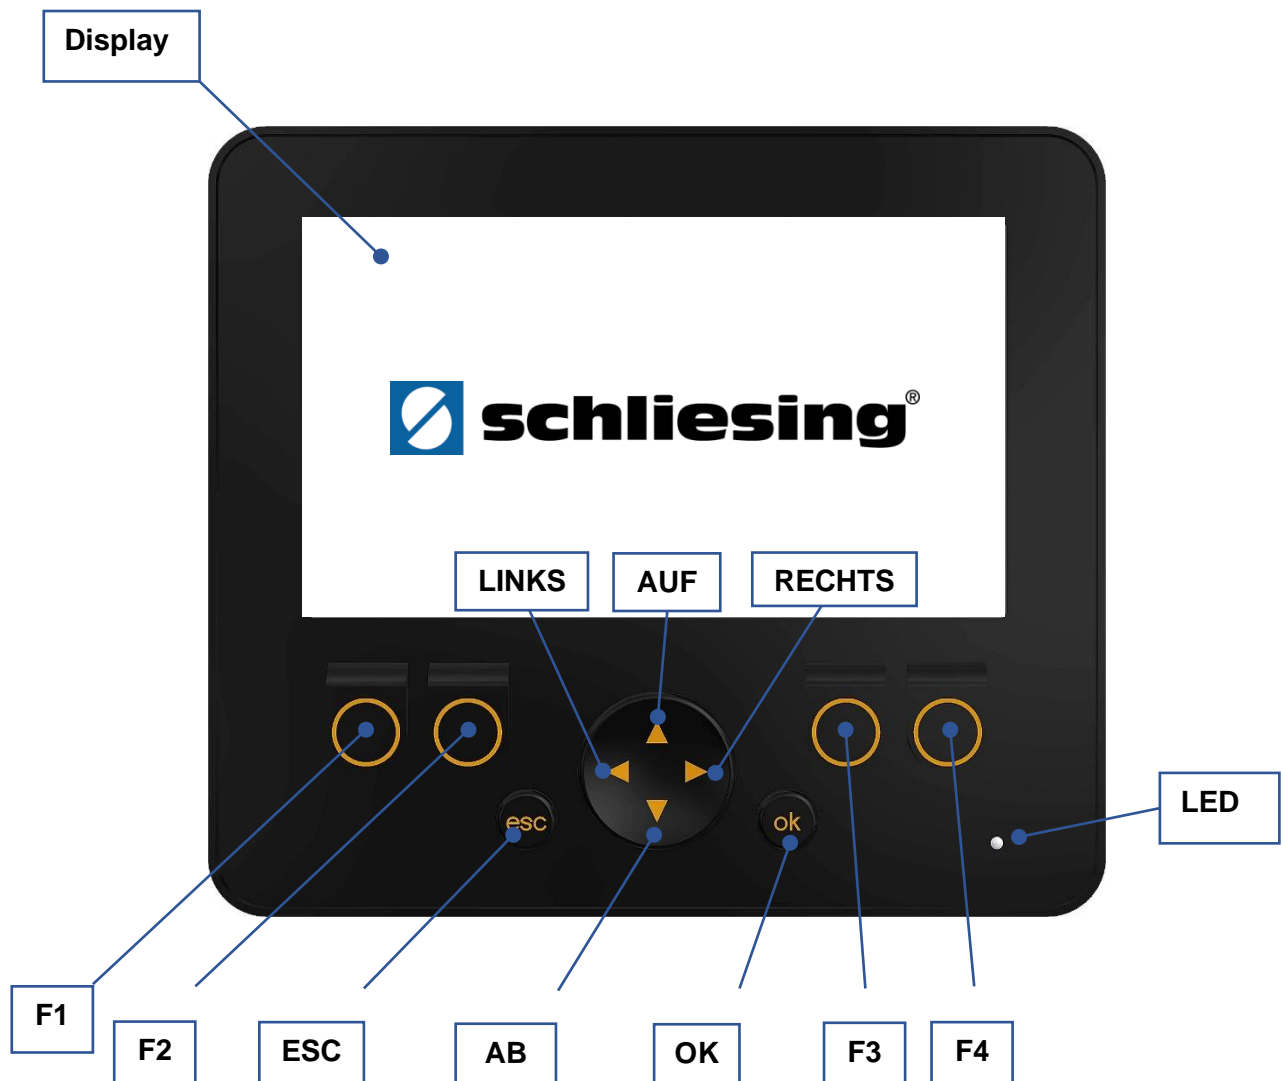 Display
schliesing®
LINKS
AUF
RECHTS
esc
ok
LED
F1
F2
ESC
AB
OK
F3
F4